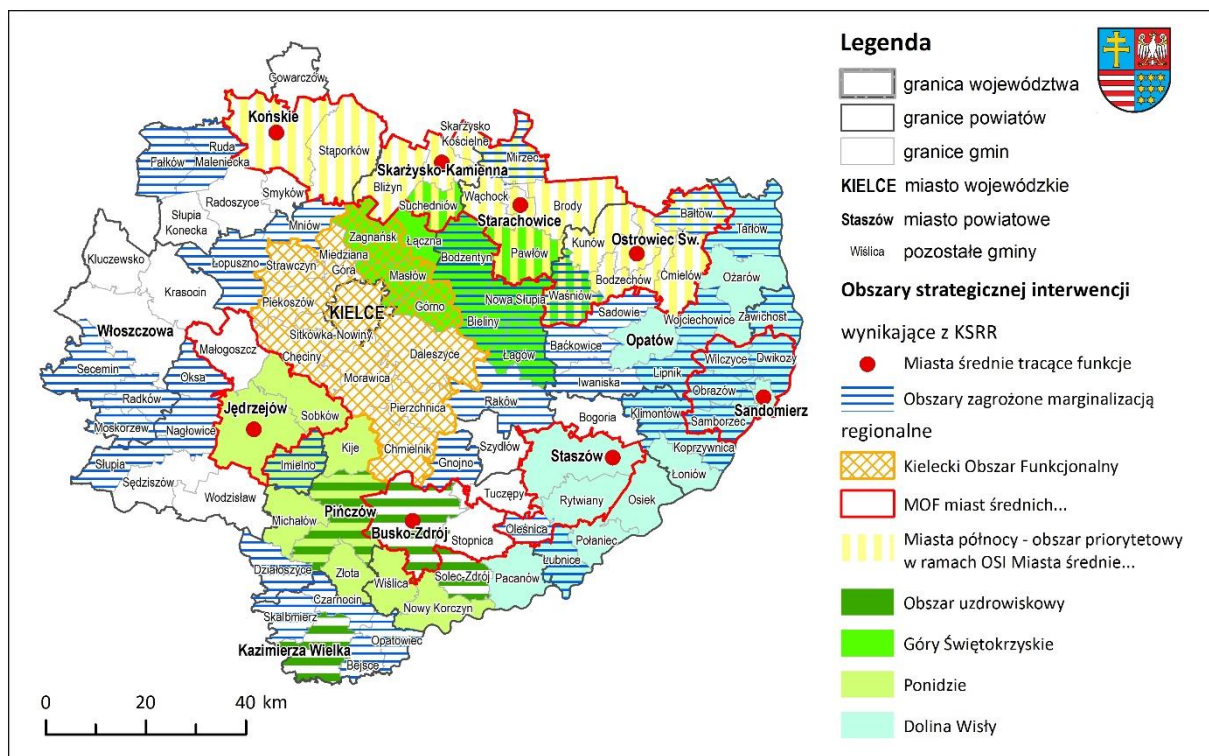 Gowarczów
Końskie
Stąporków
Ruda
Maleniecka
Fałków
Radoszyce
Smyków
Słupia
Konecka
Skarżysko
Kościelne
Skarżysko-Kamienna
Bliżyn
Suchedniów
Mirzec
Wąchock
Starachowice
Brody
Pawłów
Kunów
Ostrowiec Św.
Bodzechów
Ćmielów
Bałtów
Waśniów
Tarłów
Ożarów
Sadowie
Wojciechowice
Zawichost
Opatów
Baćkowice
Lipnik
Iwaniska
Wilczyce
Dwikozy
Obrazów
Sandomierz
Samborzec
Klimontów
Koprzywnica
Łoniów
Mniów
Zagnańsk
Łączna
Bodzentyn
Miedziana
Góra
Masłów
Strawczyn
Łopuszno
Kluczewsko
Krasocin
Włoszczowa
Piekoszów
KIELCE
Górno
Nowa Słupia
Bieliny
Łagów
Sitkówka-Nowiny
Chęciny
Daleszyce
Morawica
Pierzchnica
Chmielnik
Raków
Małogoszcz
Secemin
Oksa
Radków
Moskorzew
Nagłowice
Jędrzejów
Sobków
Słupia
Sędziszów
Imielno
Kije
Wodzisław
Gnojno
Szydłów
Bogoria
Staszów
Rytwiany
Osiek
Tuczępy
Oleśnica
Połaniec
Łubnice
Michałów
Pińczów
Busko-Zdrój
Stopnica
Działoszyce
Złota
Wiślica
Solec-Zdrój
Pacanów
Nowy Korczyn
Czarnocin
Skalbmierz
Opatowiec
Kazimierza Wielka
Bejsce
0 20 40 km
Legenda
granica województwa
granice powiatów
granice gmin
KIELCE miasto wojewódzkie
Staszów miasto powiatowe
Wiślica pozostałe gminy
Obszary strategicznej interwencji
wynikające z KSRR
Miasta średnie tracące funkcje
Obszary zagrożone marginalizacją
regionalne
Kielecki Obszar Funkcjonalny
MOF miast średnich...
Miasta północy - obszar priorytetowy
w ramach OSI Miasta średnie...
Obszar uzdrowiskowy
Góry Świętokrzyskie
Ponidzie
Dolina Wisły